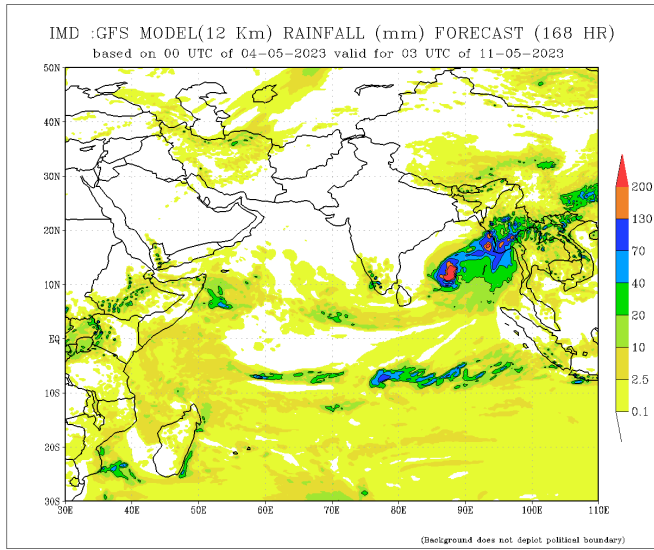 IMD :GFS MODEL(12 Km) RAINFALL (mm) FORECAST (168 HR)
based on 00 UTC of 04-05-2023 valid for 03 UTC of 11-05-2023
50N
40N
30N
20N
10N
EQ
10S
20S
30S
30E 40E 50E 60E 70E 80E 90E 100E 110E
200
130
70
40
20
10
2.5
0.1
(Background does not depiot political boundary)